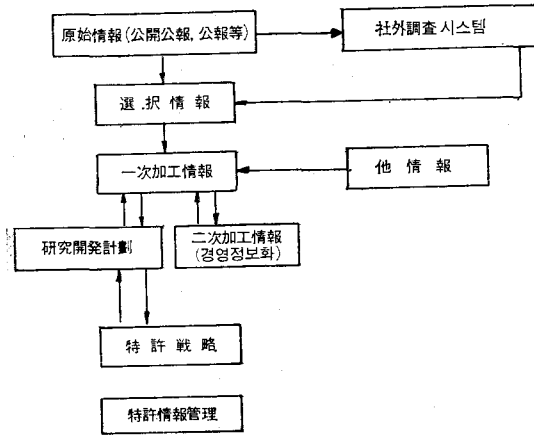 原始情報(公開公報, 公報等)
社外調査시스템
選択情報
一次加工情報
他情報
研究開発計劃
二次加工情報
(경영정보화)
特許戦略
特許情報管理